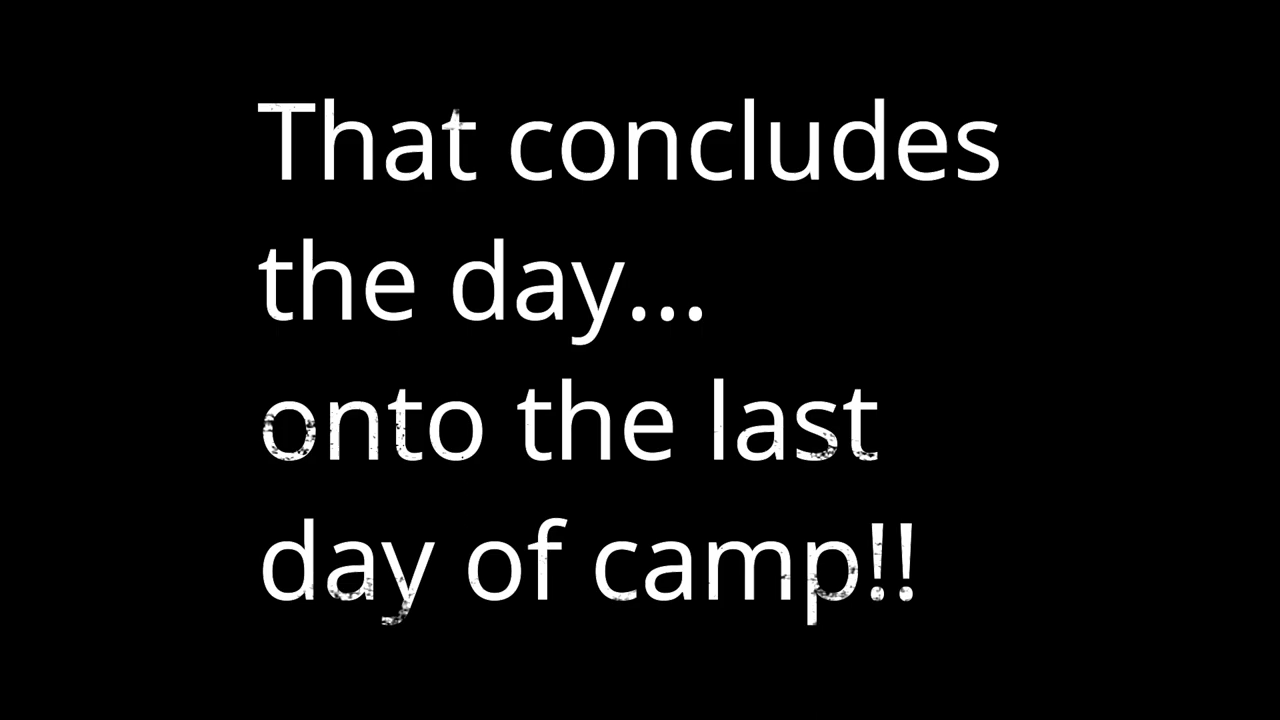 That concludes
the day...
onto the last
day of camp!!